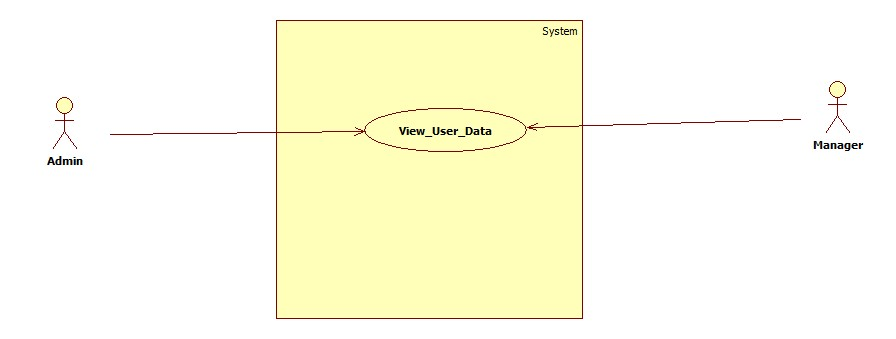 System
View_User_Data
Admin
Manager